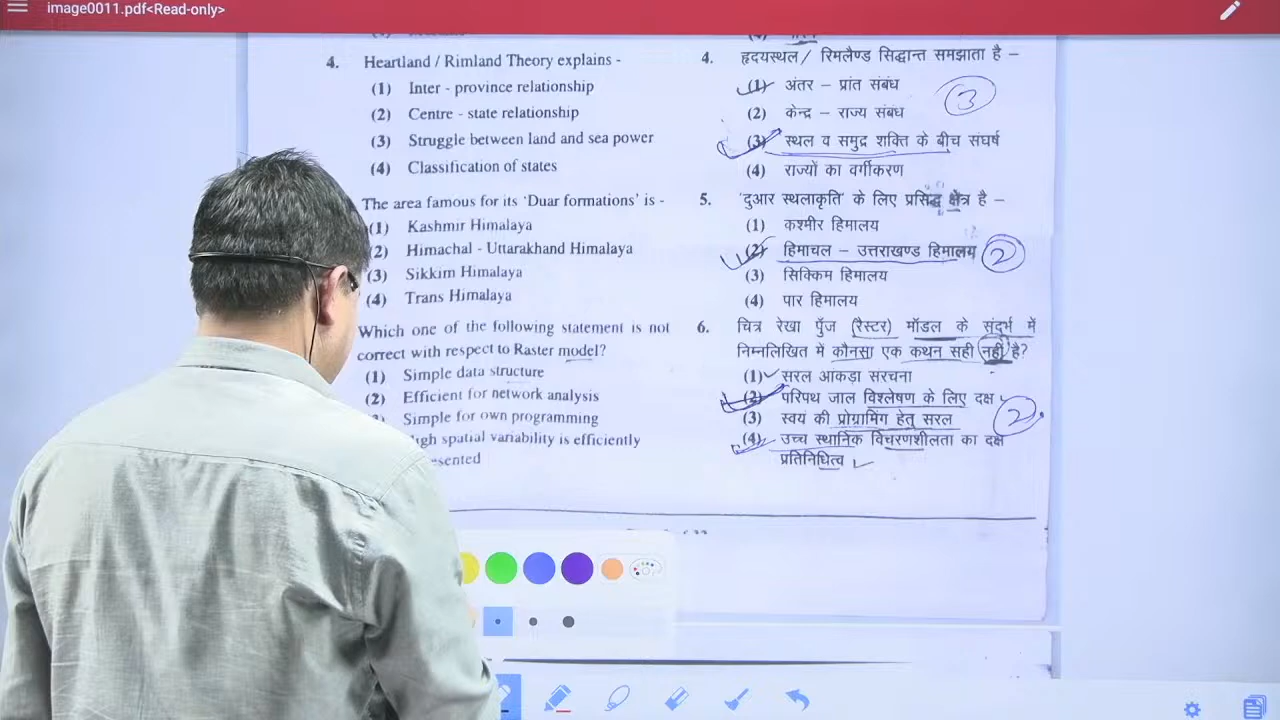 image0011.pdf<Read-only>
4. Heartland / Rimland Theory explains -
(1) Inter - province relationship
(2) Centre - state relationship
(3) Struggle between land and sea power
(4) Classification of states
The area famous for its 'Duar formations' is -
(1) Kashmir Himalaya
(2) Himachal - Uttarakhand Himalaya
(3) Sikkim Himalaya
(4) Trans Himalaya
Which one of the following statement is not
correct with respect to Raster model?
(1) Simple data structure
(2) Efficient for network analysis
Simple for own programming
spatial variability is efficiently
4. हृदयस्थल / रिमलैण्ड सिद्धान्त समझाता है –
(1) अंतर – प्रांत संबंध
(2) केन्द्र – राज्य संबंध
(3) स्थल व समुद्र शक्ति के बीच संघर्ष
(4) राज्यों का वर्गीकरण
3
5. 'दुआर स्थलाकृति' के लिए प्रसिद्ध क्षेत्र है –
(1) कश्मीर हिमालय
(2) हिमाचल – उत्तराखण्ड हिमालय
(3) सिक्किम हिमालय
(4) पार हिमालय
2
6. चित्र रेखा पुँज (रैस्टर) मॉडल के संदर्भ में
निम्नलिखित में कौनसा एक कथन सही नहीं है?
(1) सरल आकड़ा सरचना
(2) परिपथ जाल विश्लेषण के लिए दक्ष
(3) स्वयं की प्रोग्रामिंग हेतु सरल
(4) उच्च स्थानिक विचरणशीलता का दक्ष
प्रतिनिधित्व
2